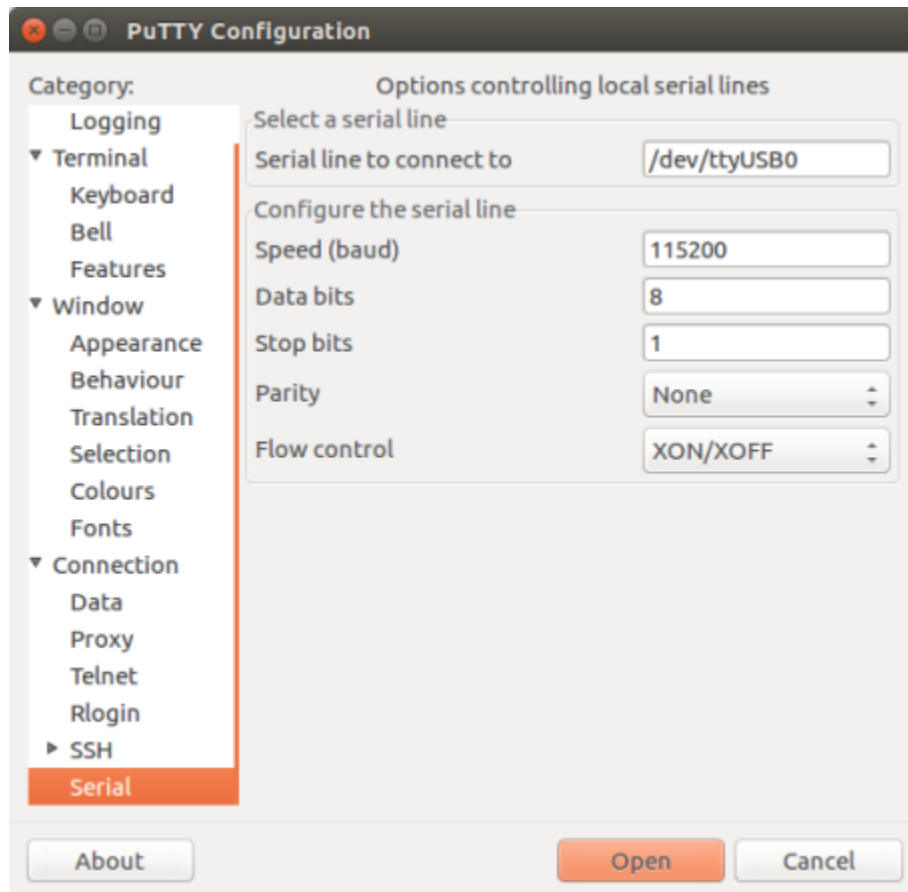 PuTTY Configuration
Category:
Logging
Terminal
Keyboard
Bell
Features
Window
Appearance
Behaviour
Translation
Selection
Colours
Fonts
Connection
Data
Proxy
Telnet
Rlogin
SSH
Serial
Options controlling local serial lines
Select a serial line
Serial line to connect to /dev/ttyUSB0
Configure the serial line
Speed (baud) 115200
Data bits 8
Stop bits 1
Parity None
Flow control XON/XOFF
About Open Cancel